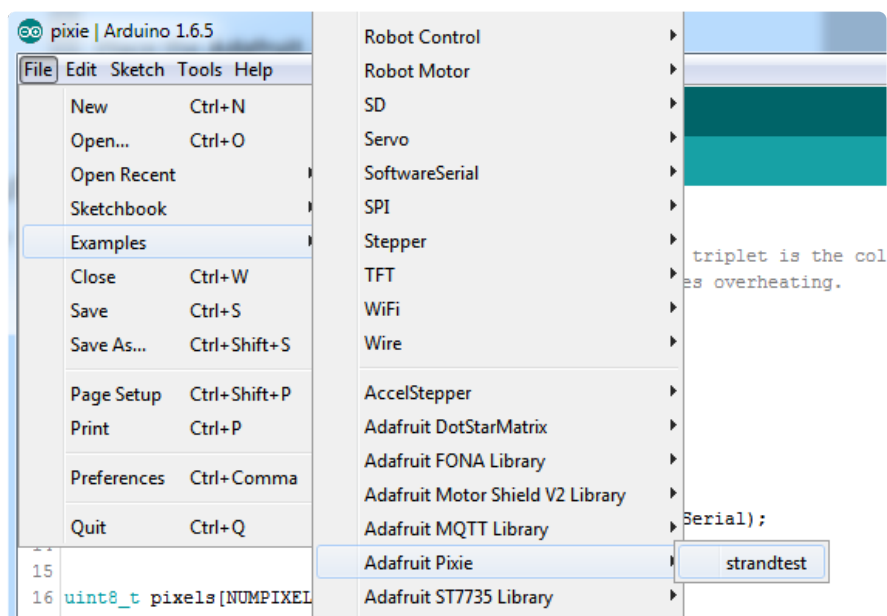 pixie | Arduino 1.6.5
File Edit Sketch Tools Help
New Ctrl+N
Open... Ctrl+O
Open Recent
Sketchbook
Examples
Close Ctrl+W
Save Ctrl+S
Save As... Ctrl+Shift+S
Page Setup Ctrl+Shift+P
Print Ctrl+P
Preferences Ctrl+Comma
Quit Ctrl+Q
Robot Control
Robot Motor
SD
Servo
SoftwareSerial
SPI
Stepper
TFT
WiFi
Wire
AccelStepper
Adafruit DotStarMatrix
Adafruit FONA Library
Adafruit Motor Shield V2 Library
Adafruit MQTT Library
Adafruit Pixie
Adafruit ST7735 Library
strandtest
triplet is the col
es overheating.
Serial);
15
16 uint8_t pixels[NUMPIXEL